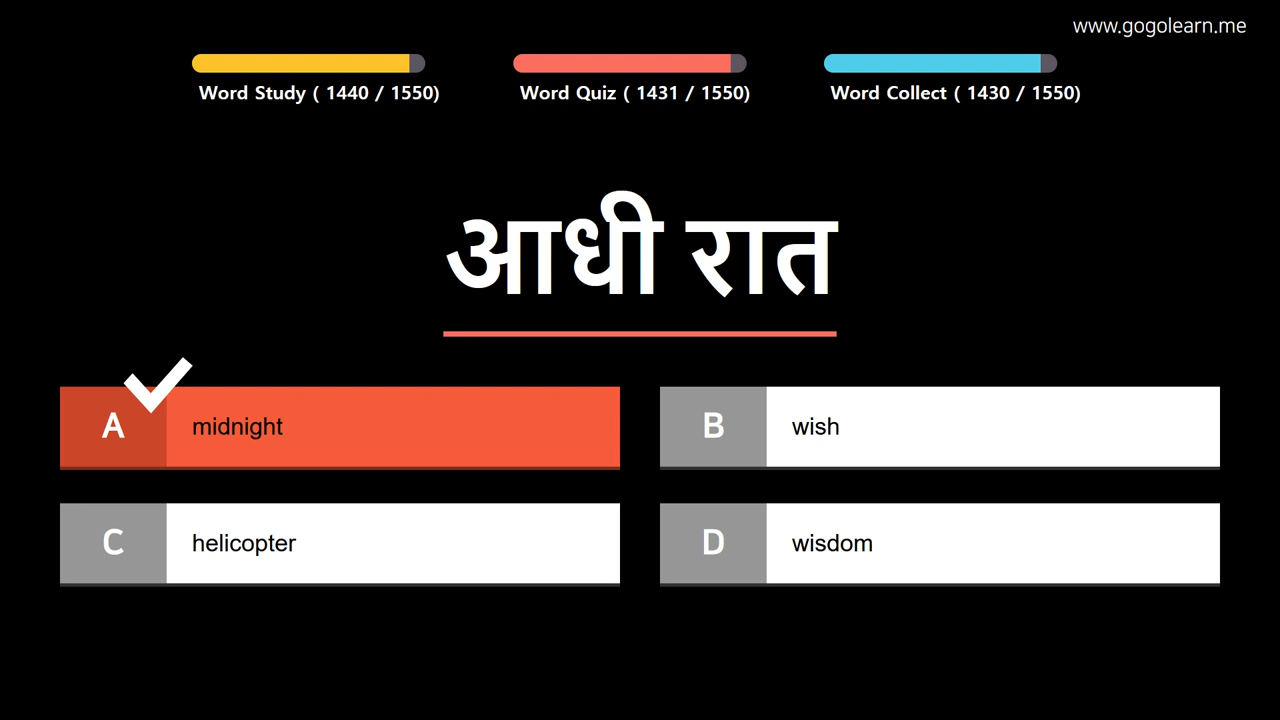 www.gogolearn.me
Word Study ( 1440 / 1550)
Word Quiz ( 1431 / 1550)
Word Collect ( 1430 / 1550)
आधी रात
A midnight
B wish
C helicopter
D wisdom